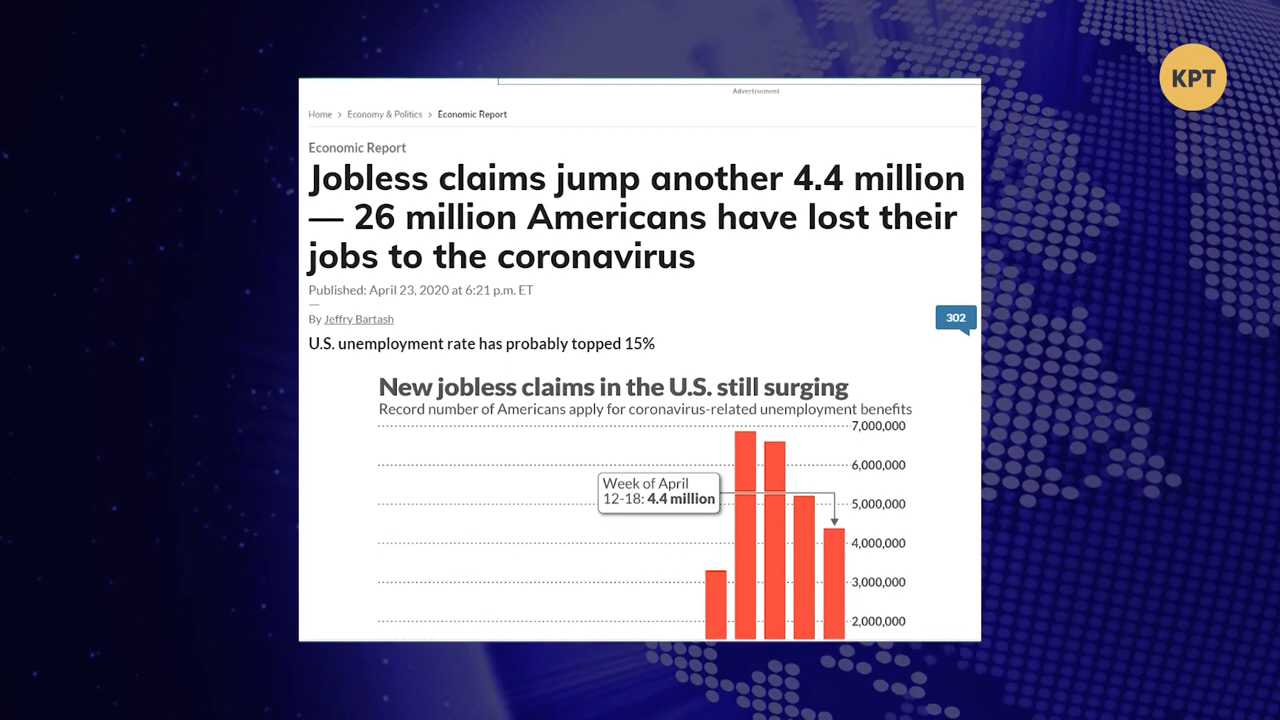 KPT
Advertisement
Home > Economy & Politics > Economic Report
Economic Report
Jobless claims jump another 4.4 million
— 26 million Americans have lost their
jobs to the coronavirus
Published: April 23, 2020 at 6:21 p.m. ET
By Jeffry Bartash
302
U.S. unemployment rate has probably topped 15%
New jobless claims in the U.S. still surging
Record number of Americans apply for coronavirus-related unemployment benefits
7,000,000
6,000,000
Week of April
12-18: 4.4 million
5,000,000
4,000,000
3,000,000
2,000,000